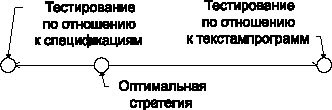 Тестирование
по отношению
к спецификациям
Тестирование
по отношению
к текстампрограмм
Оптимальная
стратегия